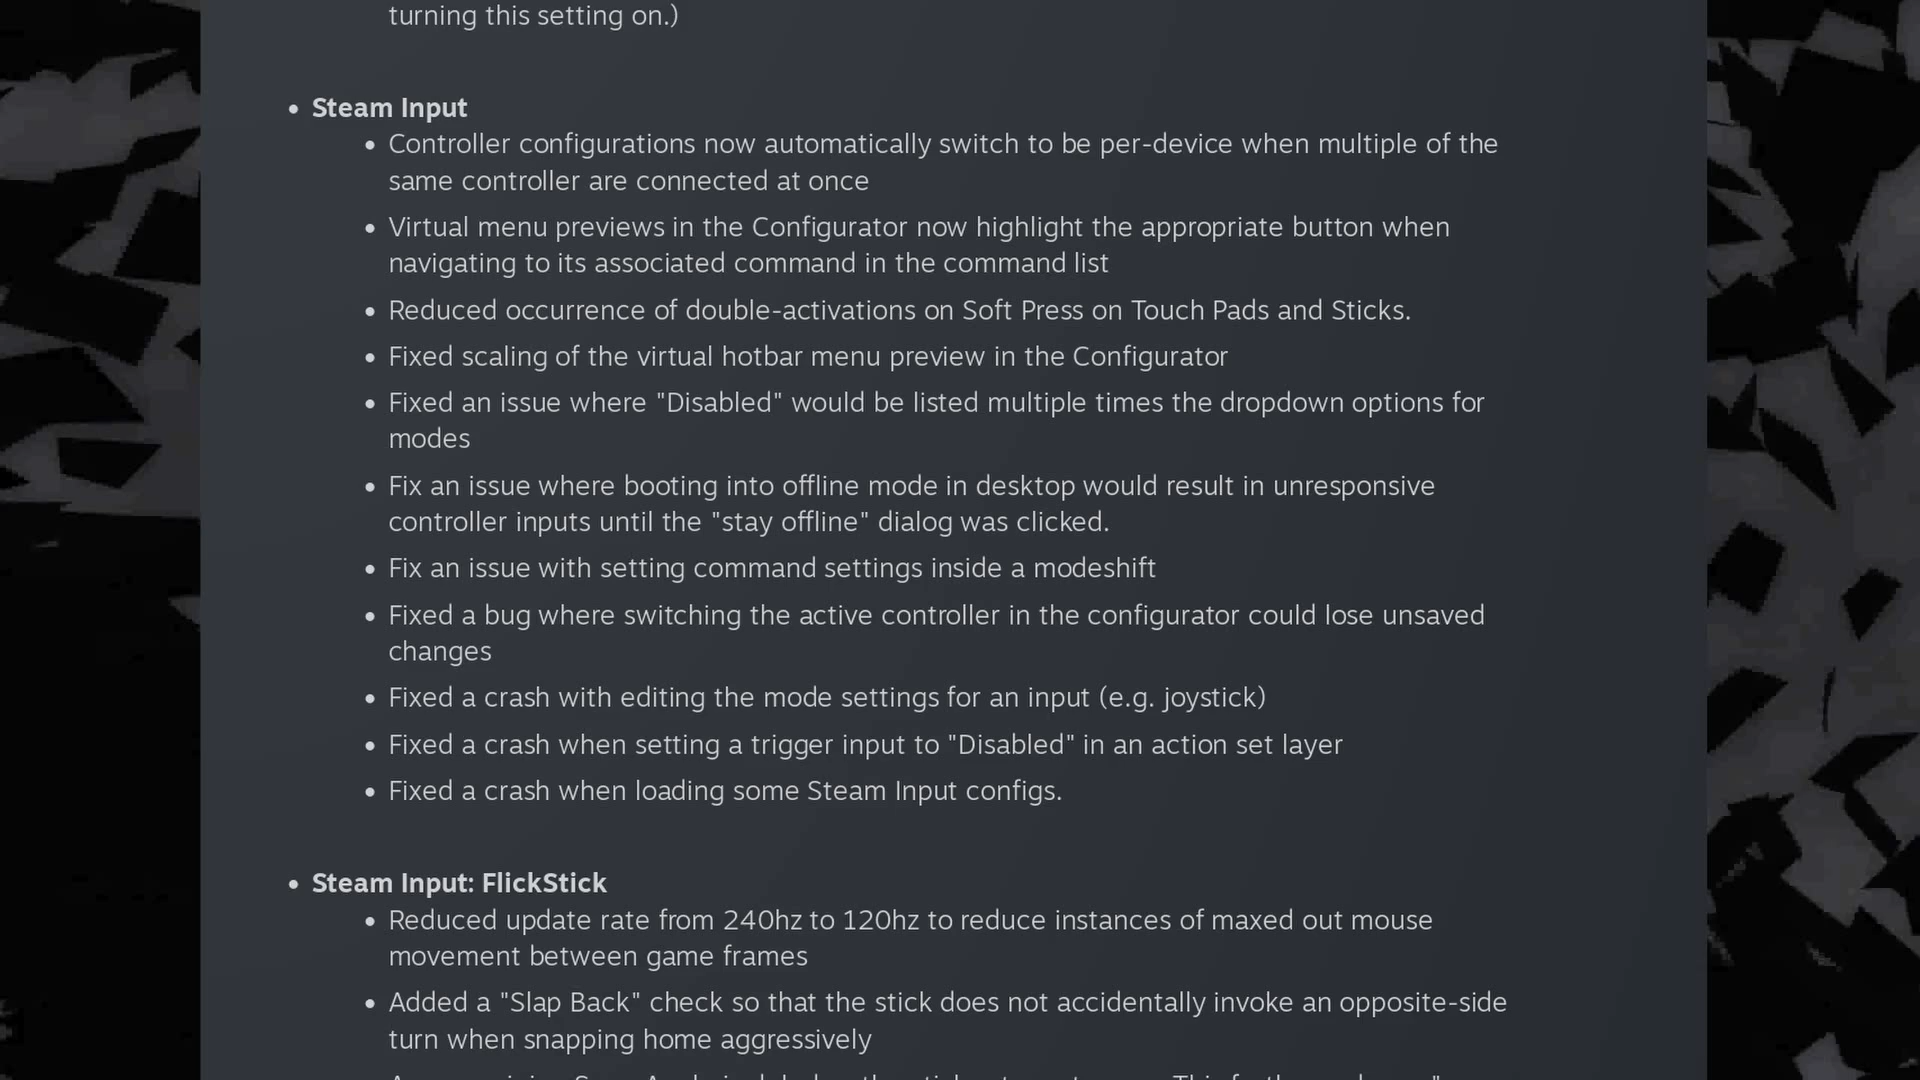 turning this setting on.)
• Steam Input
• Controller configurations now automatically switch to be per-device when multiple of the
same controller are connected at once
• Virtual menu previews in the Configurator now highlight the appropriate button when
navigating to its associated command in the command list
• Reduced occurrence of double-activations on Soft Press on Touch Pads and Sticks.
• Fixed scaling of the virtual hotbar menu preview in the Configurator
• Fixed an issue where "Disabled" would be listed multiple times the dropdown options for
modes
• Fix an issue where booting into offline mode in desktop would result in unresponsive
controller inputs until the "stay offline" dialog was clicked.
• Fix an issue with setting command settings inside a modeshift
• Fixed a bug where switching the active controller in the configurator could lose unsaved
changes
• Fixed a crash with editing the mode settings for an input (e.g. joystick)
• Fixed a crash when setting a trigger input to "Disabled" in an action set layer
• Fixed a crash when loading some Steam Input configs.
• Steam Input: FlickStick
• Reduced update rate from 240hz to 120hz to reduce instances of maxed out mouse
movement between game frames
• Added a "Slap Back" check so that the stick does not accidentally invoke an opposite-side
turn when snapping home aggressively